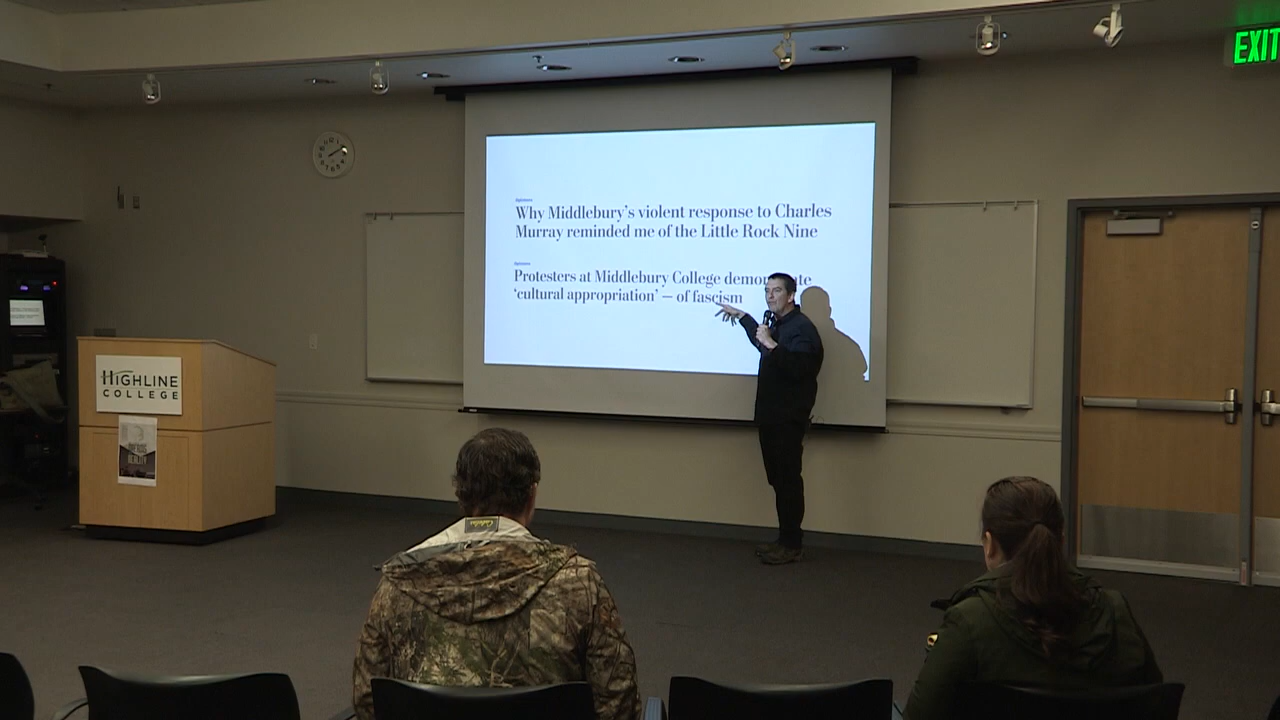 EXIT
Why Middlebury's violent response to Charles
Murray reminded me of the Little Rock Nine
Protesters at Middlebury College
'cultural appropriation' — of fascism
HIGHLINE
COLLEGE